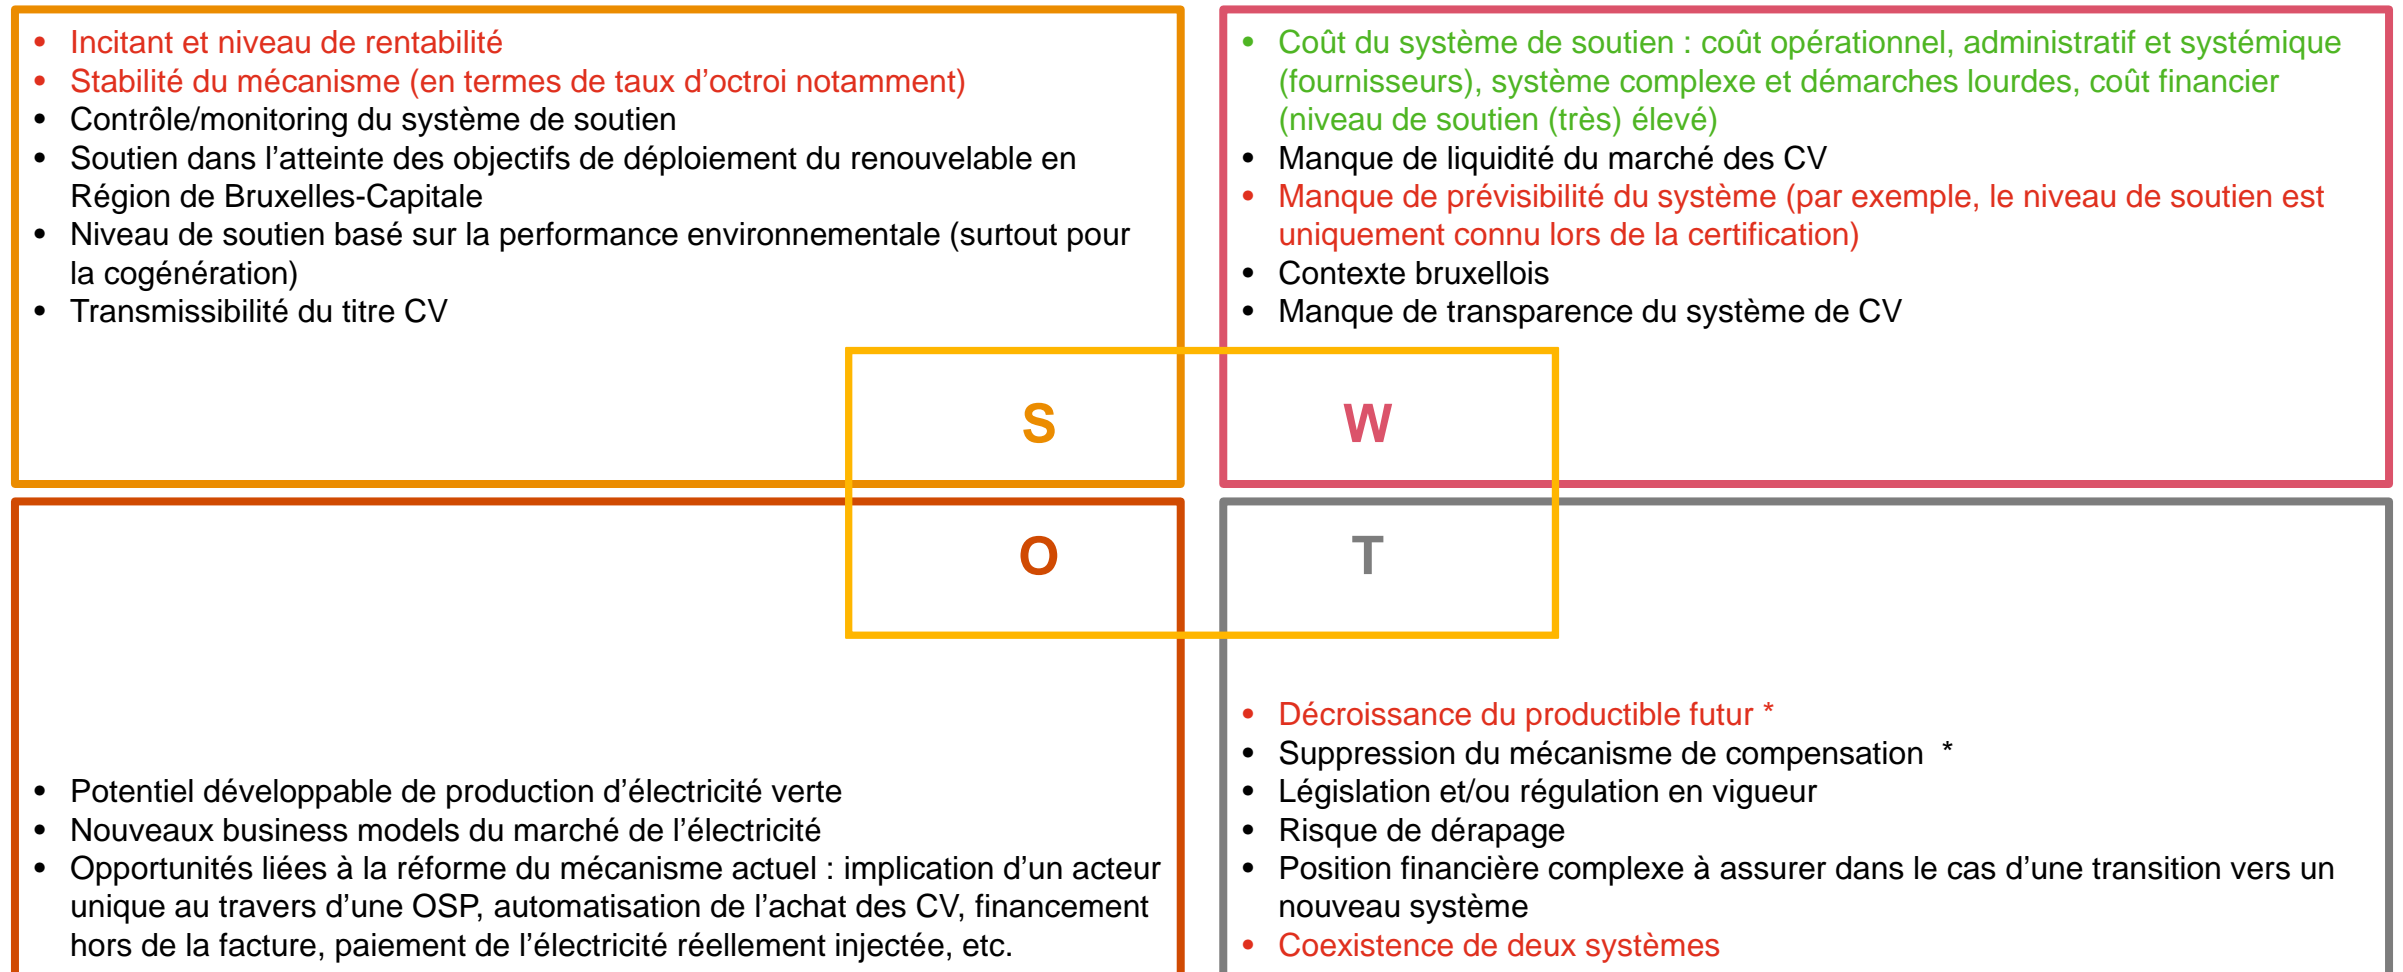 • Incitant et niveau de rentabilité
• Stabilité du mécanisme (en termes de taux d’octroi notamment)
• Contrôle/monitoring du système de soutien
• Soutien dans l’atteinte des objectifs de déploiement du renouvelable en
Région de Bruxelles-Capitale
• Niveau de soutien basé sur la performance environnementale (surtout pour
la cogénération)
• Transmissibilité du titre CV
S
• Coût du système de soutien : coût opérationnel, administratif et systémique
(fournisseurs), système complexe et démarches lourdes, coût financier
(niveau de soutien (très) élevé)
• Manque de liquidité du marché des CV
• Manque de prévisibilité du système (par exemple, le niveau de soutien est
uniquement connu lors de la certification)
• Contexte bruxellois
• Manque de transparence du système de CV
W
O
• Potentiel développable de production d’électricité verte
• Nouveaux business models du marché de l’électricité
• Opportunités liées à la réforme du mécanisme actuel : implication d’un acteur
unique au travers d’une OSP, automatisation de l’achat des CV, financement
hors de la facture, paiement de l’électricité réellement injectée, etc.
T
• Décroissance du productible futur *
• Suppression du mécanisme de compensation *
• Législation et/ou régulation en vigueur
• Risque de dérapage
• Position financière complexe à assurer dans le cas d’une transition vers un
nouveau système
• Coexistence de deux systèmes